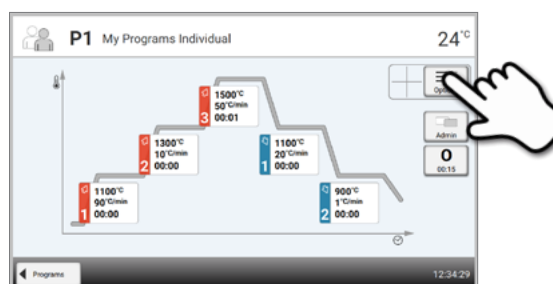 P1 My Programs Individual
24°C
1500°C
50°C/min
00:01
3
1300°C
10°C/min
00:00
2
1100°C
20°C/min
00:00
1
1100°C
90°C/min
00:00
1
900°C
1°C/min
00:00
2
Admin
0
00:15
Programs
12:34:29